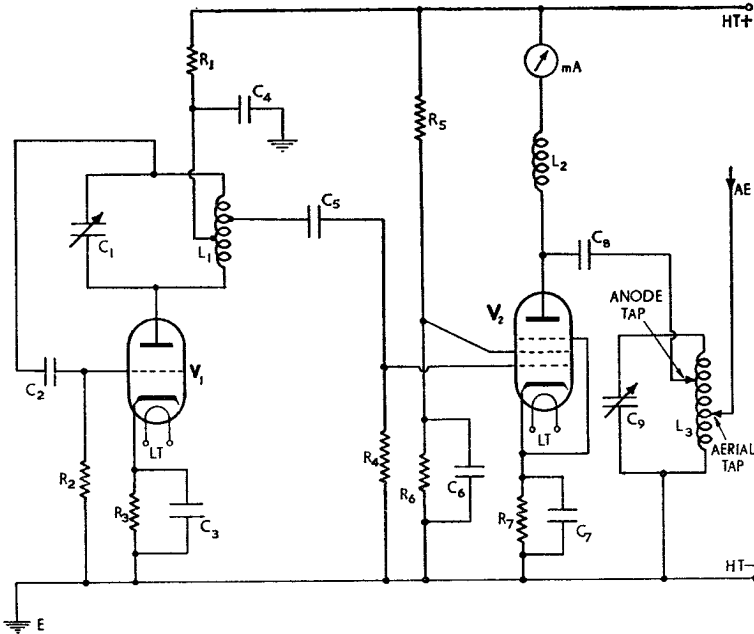 HT+
R1
mA
C4
R5
L2
AE
C5
C8
C1
L1
ANODE
TAP
V2
V1
C2
C9
L3
LT
LT
AERIAL
TAP
R2
R4
R6
C6
R3
C3
R7
C7
HT−
E